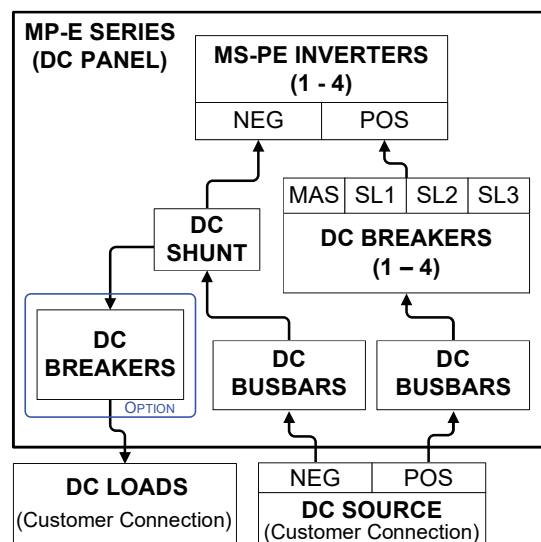 MP-E SERIES
(DC PANEL)
MS-PE INVERTERS
(1 - 4)
NEG
POS
MAS
SL1
SL2
SL3
DC BREAKERS
(1 – 4)
DC
SHUNT
DC
BREAKERS
OPTION
DC
BUSBARS
DC
BUSBARS
DC LOADS
(Customer Connection)
NEG
POS
DC SOURCE
(Customer Connection)